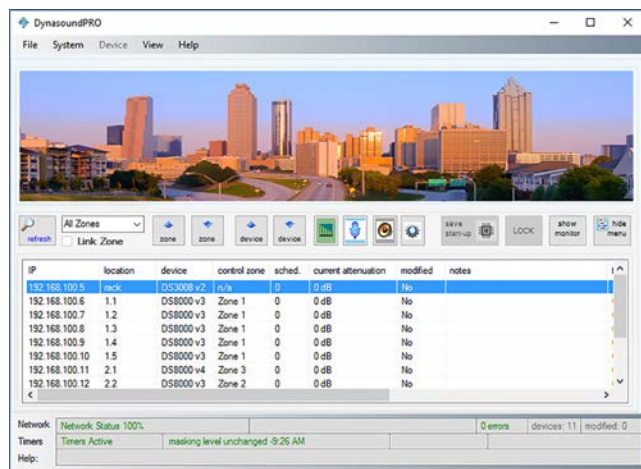 DynasoundPRO
File System Device View Help
refresh All Zones Link Zone zone zone device device save start-up LOCK show monitor hide menu
IP location device control zone sched. current attenuation modified notes
192.168.100.5 rack DS3008 v2 n/a 0 0 dB No
192.168.100.6 1.1 DS8000 v3 Zone 1 0 0 dB No
192.168.100.7 1.2 DS8000 v3 Zone 1 0 0 dB No
192.168.100.8 1.3 DS8000 v3 Zone 1 0 0 dB No
192.168.100.9 1.4 DS8000 v3 Zone 1 0 0 dB No
192.168.100.10 1.5 DS8000 v3 Zone 1 0 0 dB No
192.168.100.11 2.1 DS8000 v4 Zone 3 0 0 dB No
192.168.100.12 2.2 DS8000 v3 Zone 2 0 0 dB No
Network Network Status 100% 0 errors devices: 11 modified: 0
Timers Timers Active masking level unchanged -9:26 AM
Help: